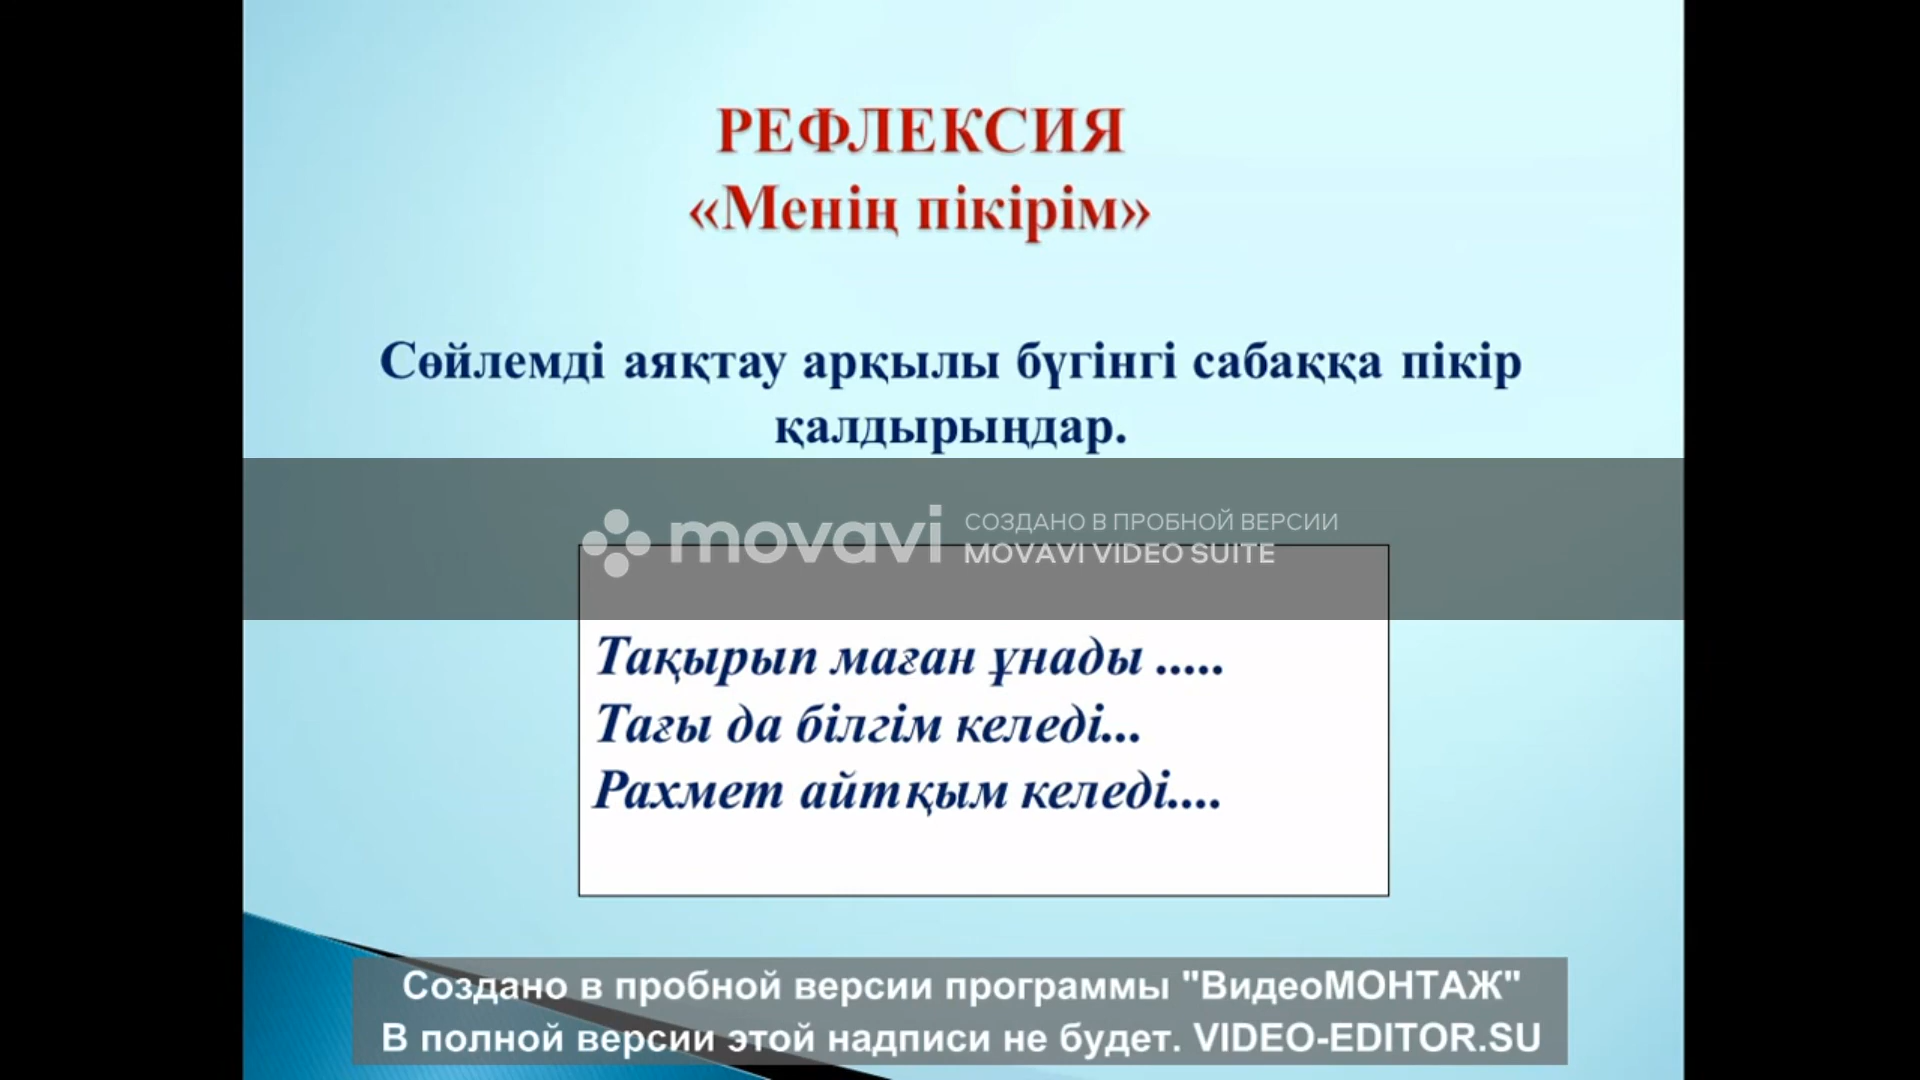 РЕФЛЕКСИЯ
«Менің пікірім»
Сөйлемді аяқтау арқылы бүгінгі сабаққа пікір
қалдырыңдар.
movavi
СОЗДАНО В ПРОБНОЙ ВЕРСИИ
MOVAVI VIDEO SUITE
Тақырып маған ұнады .....
Тағы да білгім келеді...
Рахмет айтқым келеді....
Создано в пробной версии программы "ВидеоМОНТАЖ"
В полной версии этой надписи не будет. VIDEO-EDITOR.SU